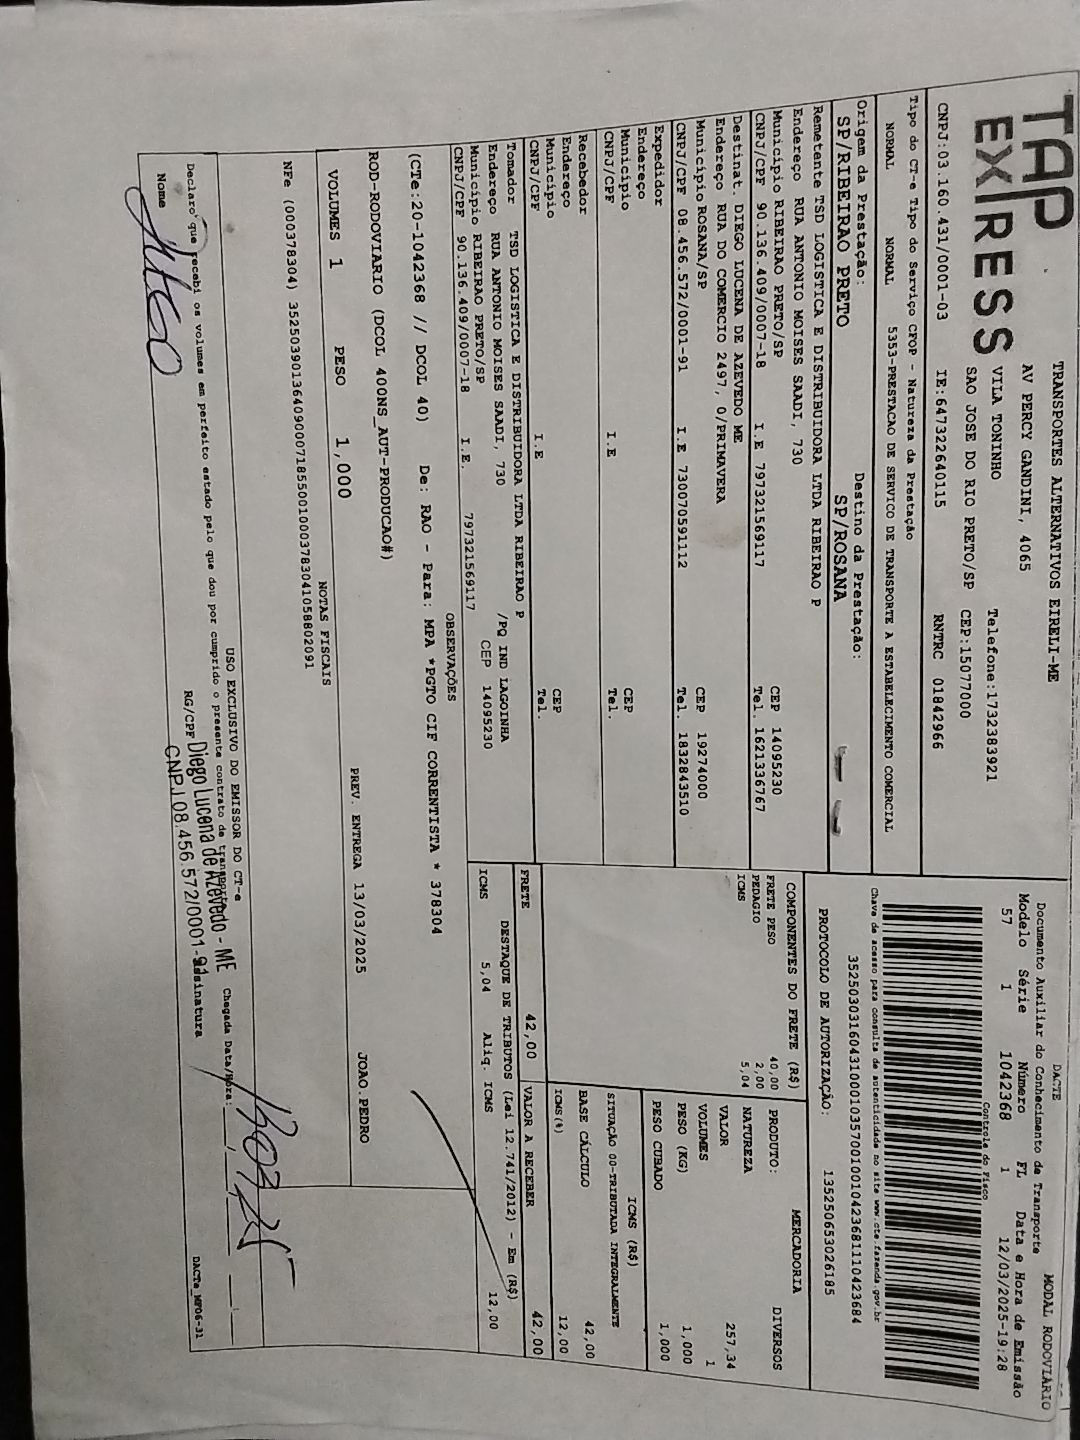 TAP
EXPRESS
TRANSPORTES ALTERNATIVOS EIRELI-ME
AV PERCY GANDINI, 4065
VILA TONINHO
Telefone:1732383921
SAO JOSE DO RIO PRETO/SP
CEP:15077000
CNPJ:03.160.431/0001-03
IE:647322640115
RNTRC 01842966
DACTE
MODAL RODOVIÁRIO
Documento Auxiliar do Conhecimento de Transporte
Modelo Série Número FL Data e Hora de Emissão
57 1 1042368 1 12/03/2025-19:28
Controle do Fisco
Chave de acesso para consulta de autenticidade no site www.cte.fazenda.gov.br
PROTOCOLO DE AUTORIZAÇÃO: 135250653026185
Tipo do CT-e Tipo do Serviço CFOP - Natureza da Prestação
NORMAL NORMAL 5353-PRESTACAO DE SERVICO DE TRANSPORTE A ESTABELECIMENTO COMERCIAL
Origem da Prestação:
SP/RIBEIRAO PRETO
Destino da Prestação:
SP/ROSANA
Remetente TSD LOGISTICA E DISTRIBUIDORA LTDA RIBEIRAO P
Endereço RUA ANTONIO MOISES SAADI, 730
Município RIBEIRAO PRETO/SP CEP 14095230
CNPJ/CPF 90.136.409/0007-18 I.E 797321569117 Tel. 1621336767
Destinat. DIEGO LUCENA DE AZEVEDO ME
Endereço RUA DO COMERCIO 2497, 0/PRIMAVERA
Município ROSANA/SP CEP 19274000
CNPJ/CPF 08.456.572/0001-91 I.E 730070591112 Tel. 1832843510
Expedidor
Endereço
Município CEP
CNPJ/CPF I.E Tel.
Recebedor
Endereço
Município CEP
CNPJ/CPF I.E Tel.
Tomador TSD LOGISTICA E DISTRIBUIDORA LTDA RIBEIRAO P
Endereço RUA ANTONIO MOISES SAADI, 730 /PQ IND LAGOINHA
Município RIBEIRAO PRETO/SP CEP 14095230
CNPJ/CPF 90.136.409/0007-18 I.E. 797321569117
COMPONENTES DO FRETE (R$)
FRETE PESO 40,00
PEDAGIO 2,00
ICMS 5,04
MERCADORIA
PRODUTO: DIVERSOS
NATUREZA
VALOR 257,34
VOLUMES 1
PESO (KG) 1,000
PESO CUBADO 1,000
ICMS (R$)
SITUAÇÃO 00-TRIBUTADA INTEGRALMENTE
BASE CÁLCULO 42,00
ICMS(%) 12,00
FRETE 42,00
VALOR A RECEBER 42,00
DESTAQUE DE TRIBUTOS (Lei 12.741/2012) - Em (R$)
ICMS 5,04 Aliq. ICMS 12,00
OBSERVAÇÕES
(CTe:20-1042368 // DCOL 40) De: RAO - Para: MPA *PGTO CIF CORRENTISTA * 378304
ROD-RODOVIARIO (DCOL 400NS_AUT-PRODUCAO#)
VOLUMES 1 PESO 1,000 PREV. ENTREGA 13/03/2025 JOAO.PEDRO
NOTAS FISCAIS
USO EXCLUSIVO DO EMISSOR DO CT-e
Declaro que recebi os volumes em perfeito estado pelo que dou por cumprido o presente contrato de transporte
Chegada Data/Hora:
Nome
RG/CPF
Assinatura
Diego Lucena de Azevedo - ME
CNPJ 08.456.572/0001-91
DACTe_MP06-31